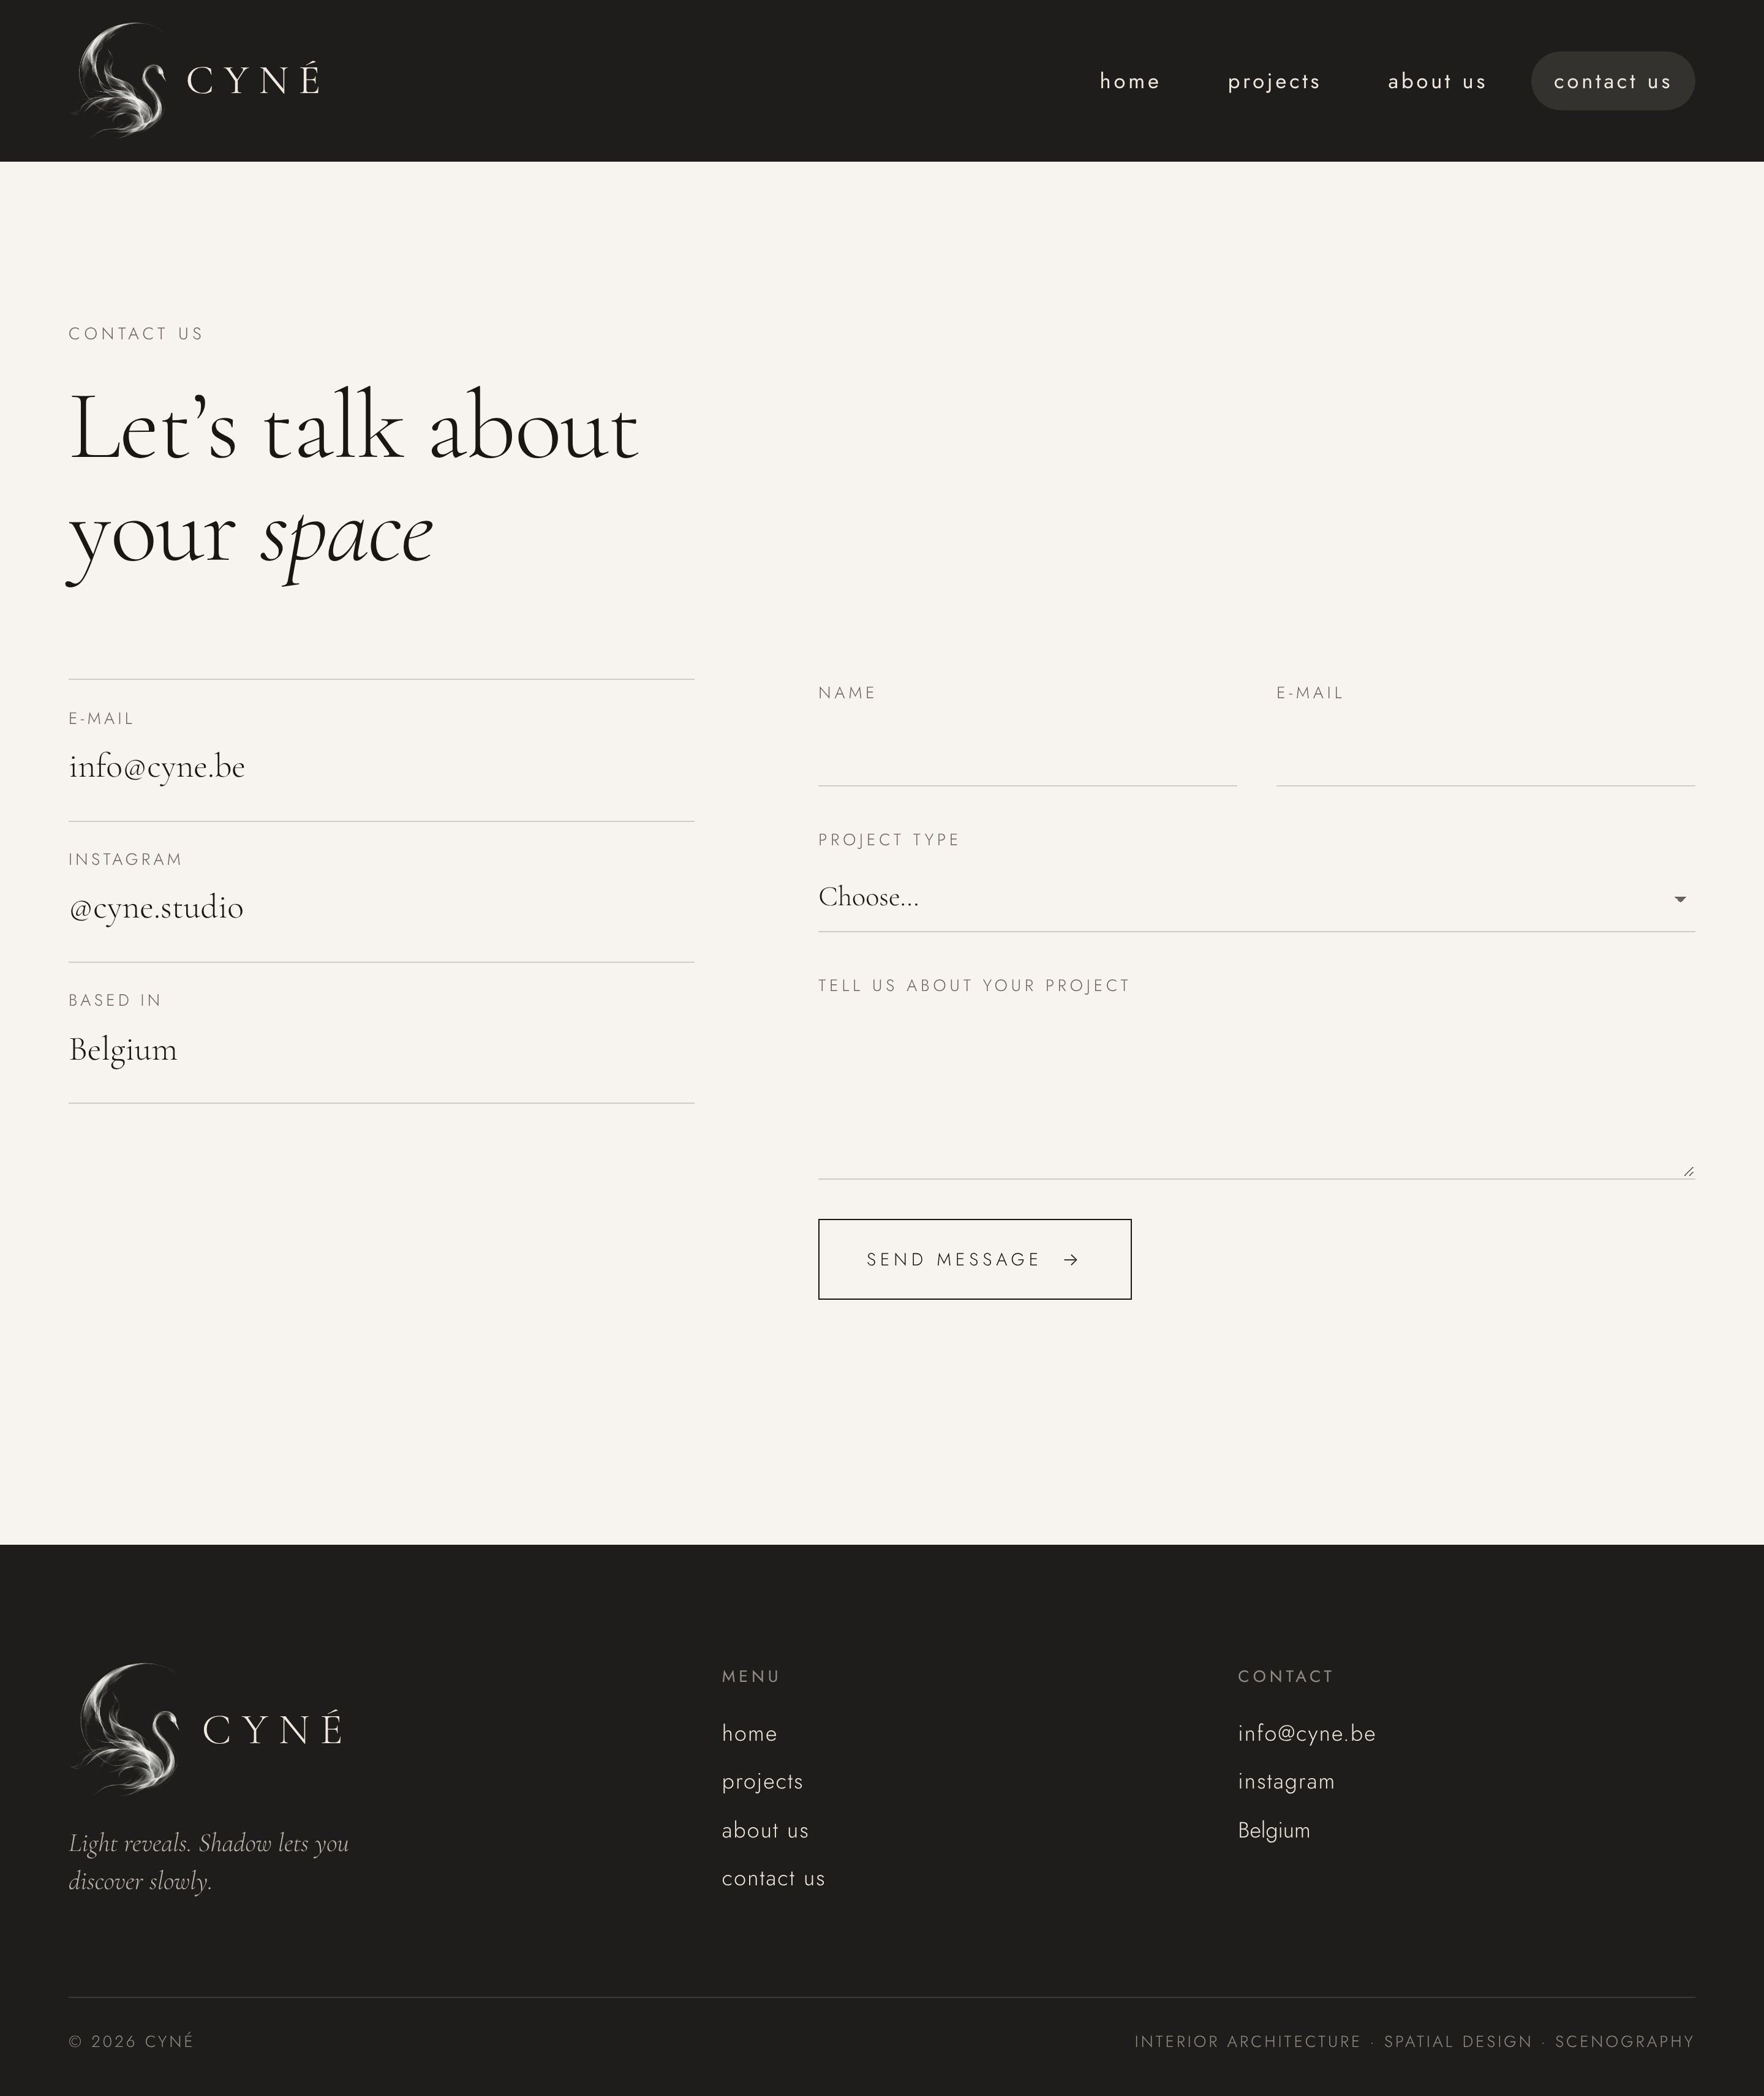 CYNÉ
home
projects
about us
contact us
CONTACT US
Let’s talk about
your space
E-MAIL
info@cyne.be
INSTAGRAM
@cyne.studio
BASED IN
Belgium
NAME
E-MAIL
PROJECT TYPE
Choose...
TELL US ABOUT YOUR PROJECT
SEND MESSAGE →
CYNÉ
Light reveals. Shadow lets you
discover slowly.
MENU
home
projects
about us
contact us
CONTACT
info@cyne.be
instagram
Belgium
© 2026 CYNÉ
INTERIOR ARCHITECTURE · SPATIAL DESIGN · SCENOGRAPHY